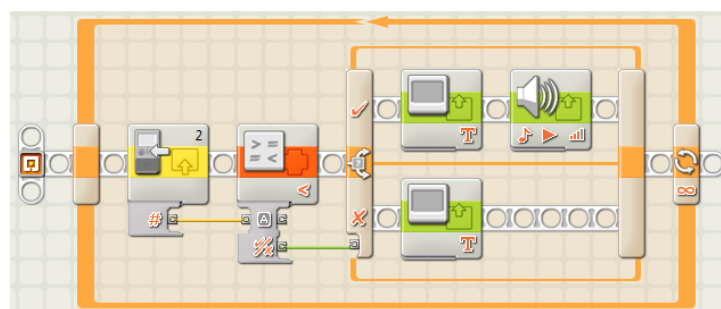 2
> =
= <
<
T
#
A
T
∞